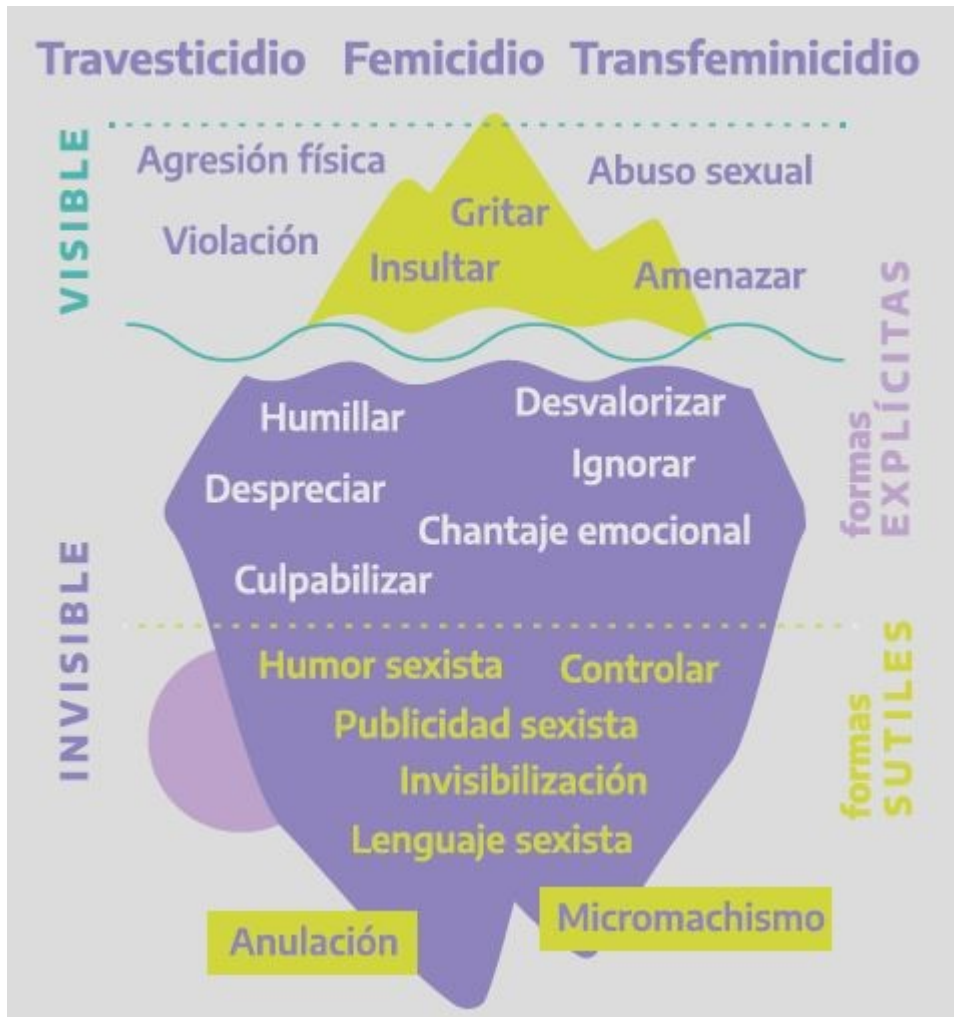 Travesticidio Femicidio Transfeminicidio
VISIBLE
Agresión física
Abuso sexual
Gritar
Violación
Insultar
Amenazar
formas
EXPLÍCITAS
Humillar
Desvalorizar
Ignorar
Despreciar
Chantaje emocional
Culpabilizar
INVISIBLE
Humor sexista
Controlar
Publicidad sexista
Invisibilización
Lenguaje sexista
formas
SUTILES
Anulación
Micromachismo